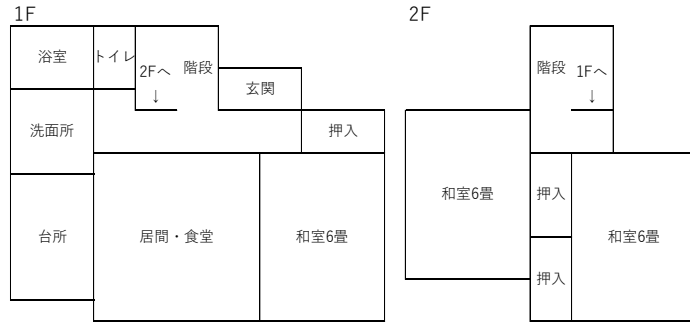 1F
浴室
トイレ
2Fへ
↓
階段
玄関
洗面所
押入
台所
居間・食堂
和室6畳
2F
階段
1Fへ
↓
和室6畳
押入
和室6畳
押入